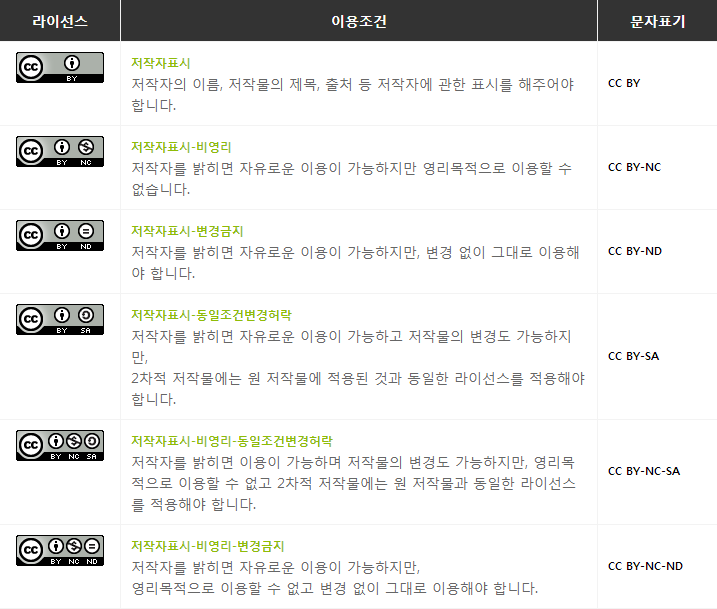 라이선스 이용조건 문자표기
cc BY
저작자표시
저작자의 이름, 저작물의 제목, 출처 등 저작자에 관한 표시를 해주어야
합니다.
CC BY
cc BY NC
저작자표시-비영리
저작자를 밝히면 자유로운 이용이 가능하지만 영리목적으로 이용할 수
없습니다.
CC BY-NC
cc BY ND
저작자표시-변경금지
저작자를 밝히면 자유로운 이용이 가능하지만, 변경 없이 그대로 이용해
야 합니다.
CC BY-ND
cc BY SA
저작자표시-동일조건변경허락
저작자를 밝히면 자유로운 이용이 가능하고 저작물의 변경도 가능하지
만,
2차적 저작물에는 원 저작물에 적용된 것과 동일한 라이선스를 적용해야
합니다.
CC BY-SA
cc BY NC SA
저작자표시-비영리-동일조건변경허락
저작자를 밝히면 이용이 가능하며 저작물의 변경도 가능하지만, 영리목
적으로 이용할 수 없고 2차적 저작물에는 원 저작물과 동일한 라이선스
를 적용해야 합니다.
CC BY-NC-SA
cc BY NC ND
저작자표시-비영리-변경금지
저작자를 밝히면 자유로운 이용이 가능하지만,
영리목적으로 이용할 수 없고 변경 없이 그대로 이용해야 합니다.
CC BY-NC-ND